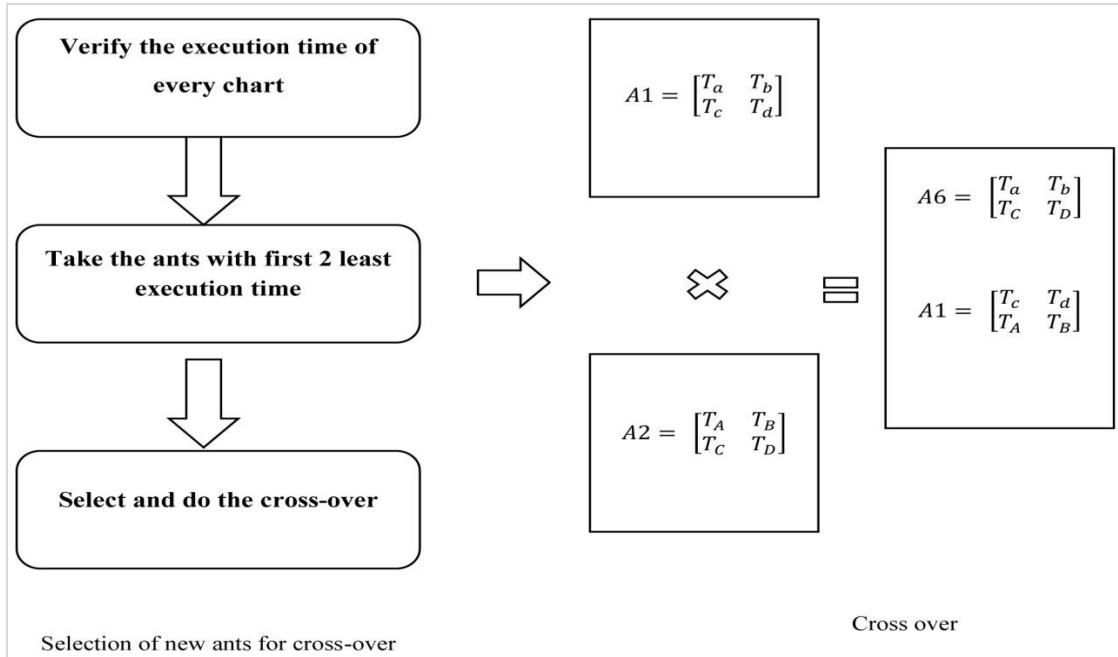 Verify the execution time of
every chart
Take the ants with first 2 least
execution time
Select and do the cross-over
Selection of new ants for cross-over
A1 = [T_a T_b
T_c T_d]
A2 = [T_A T_B
T_C T_D]
A6 = [T_a T_b
T_C T_D]
A1 = [T_c T_d
T_A T_B]
Cross over